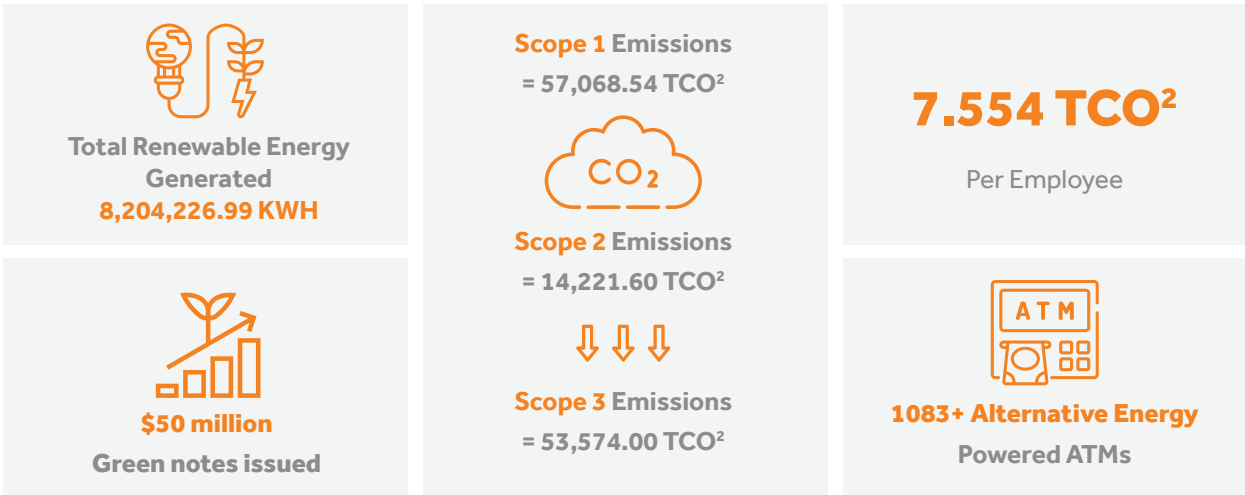 Total Renewable Energy
Generated
8,204,226.99 KWH
$50 million
Green notes issued
Scope 1 Emissions
= 57,068.54 TCO²
CO₂
Scope 2 Emissions
= 14,221.60 TCO²
Scope 3 Emissions
= 53,574.00 TCO²
7.554 TCO²
Per Employee
ATM
1083+ Alternative Energy
Powered ATMs